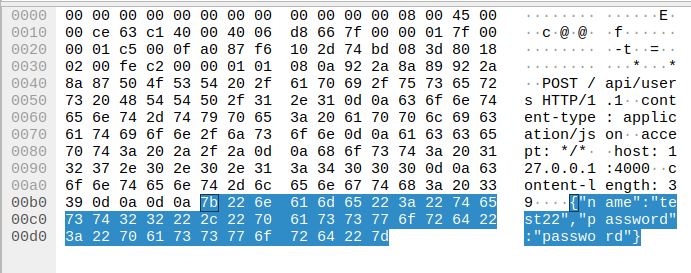 0000 00 00 00 00 00 00 00 00 00 00 00 00 08 00 45 00 ········ ······E·
0010 00 ce 63 c1 40 00 40 06 d8 66 7f 00 00 01 7f 00 ··c·@·@· ·f······
0020 00 01 c5 00 0f a0 87 f6 10 2d 74 bd 08 3d 80 18 ········ ·-t··=··
0030 02 00 fe c2 00 00 01 01 08 0a 92 2a 8a 89 92 2a ········ ···*···*
0040 8a 87 50 4f 53 54 20 2f 61 70 69 2f 75 73 65 72 ··POST / api/user
0050 73 20 48 54 54 50 2f 31 2e 31 0d 0a 63 6f 6e 74 s HTTP/1 .1··cont
0060 65 6e 74 2d 74 79 70 65 3a 20 61 70 70 6c 69 63 ent-type : applic
0070 61 74 69 6f 6e 2f 6a 73 6f 6e 0d 0a 61 63 63 65 ation/js on··acce
0080 70 74 3a 20 2a 2f 2a 0d 0a 68 6f 73 74 3a 20 31 pt: */*· ·host: 1
0090 32 37 2e 30 2e 30 2e 31 3a 34 30 30 30 0d 0a 63 27.0.0.1 :4000··c
00a0 6f 6e 74 65 6e 74 2d 6c 65 6e 67 74 68 3a 20 33 ontent-l ength: 3
00b0 39 0d 0a 0d 0a 7b 22 6e 61 6d 65 22 3a 22 74 65 9····{"n ame":"te
00c0 73 74 32 32 22 2c 22 70 61 73 73 77 6f 72 64 22 st22","p assword"
00d0 3a 22 70 61 73 73 77 6f 72 64 22 7d :"passwo rd"}